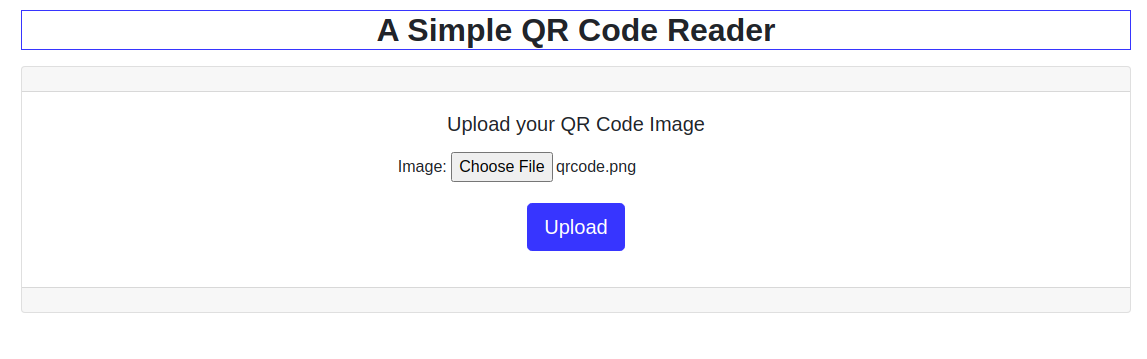 A Simple QR Code Reader
Upload your QR Code Image
Image: Choose File qrcode.png
Upload